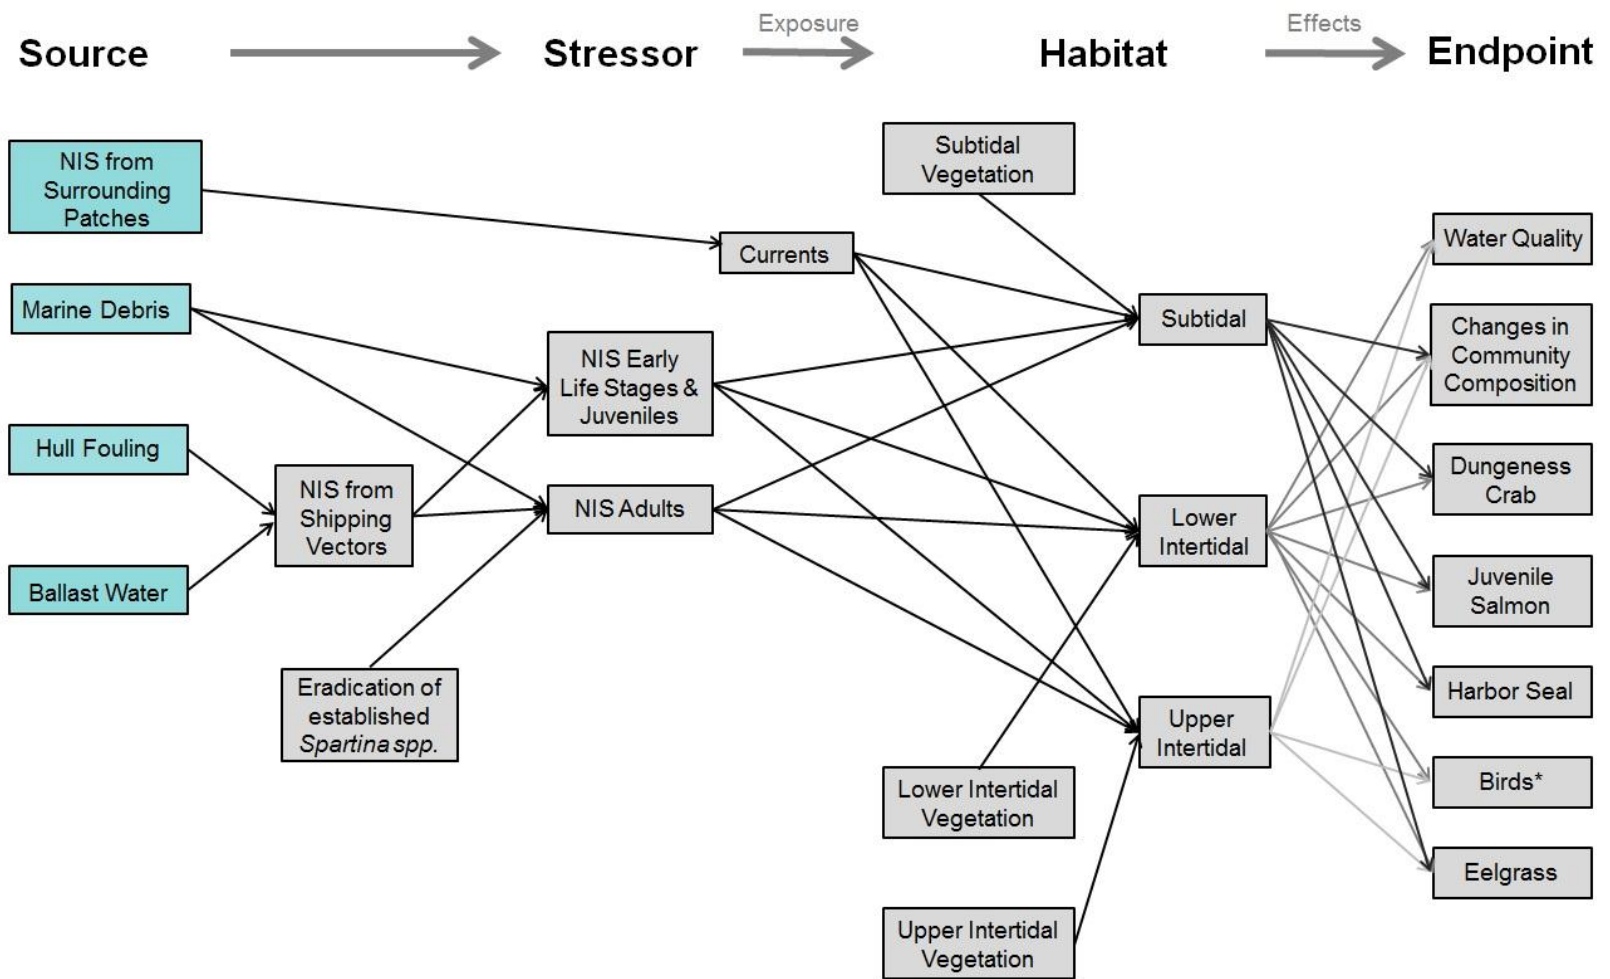 Source
Stressor
Exposure
Habitat
Effects
Endpoint
NIS from
Surrounding
Patches
Marine Debris
Hull Fouling
Ballast Water
NIS from
Shipping
Vectors
Eradication of
established
Spartina spp.
Currents
NIS Early
Life Stages &
Juveniles
NIS Adults
Subtidal
Vegetation
Lower Intertidal
Vegetation
Upper Intertidal
Vegetation
Subtidal
Lower
Intertidal
Upper
Intertidal
Water Quality
Changes in
Community
Composition
Dungeness
Crab
Juvenile
Salmon
Harbor Seal
Birds*
Eelgrass